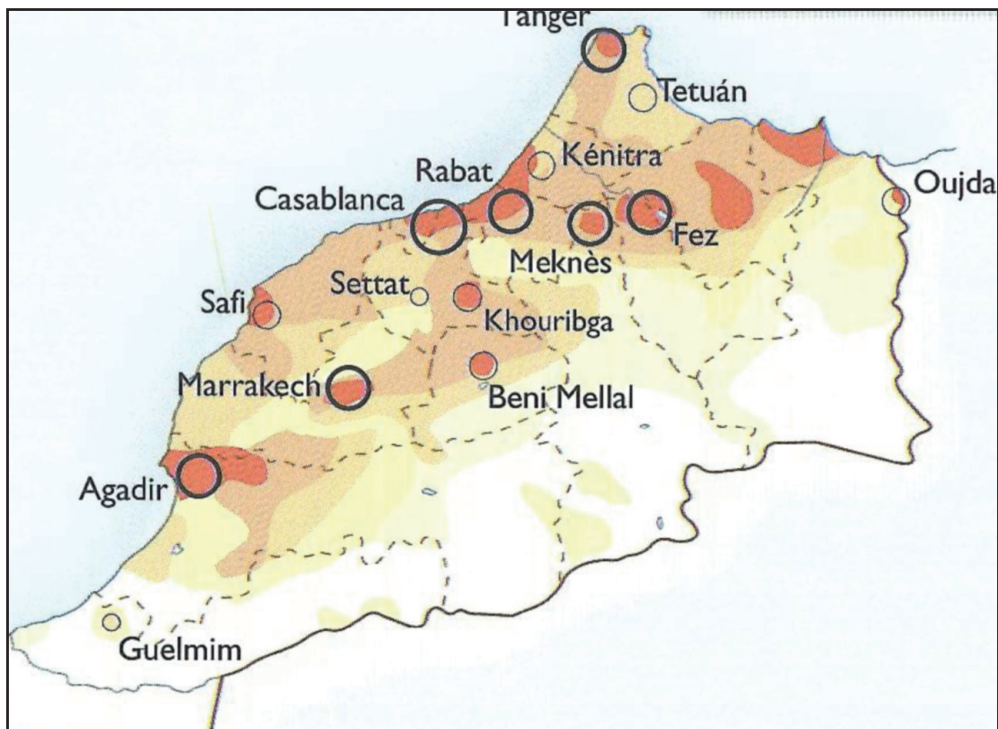 Tanger
Tetuán
Kénitra
Rabat
Oujda
Casablanca
Fez
Meknès
Settat
Safi
Khouribga
Marrakech
Beni Mellal
Agadir
Guelmim